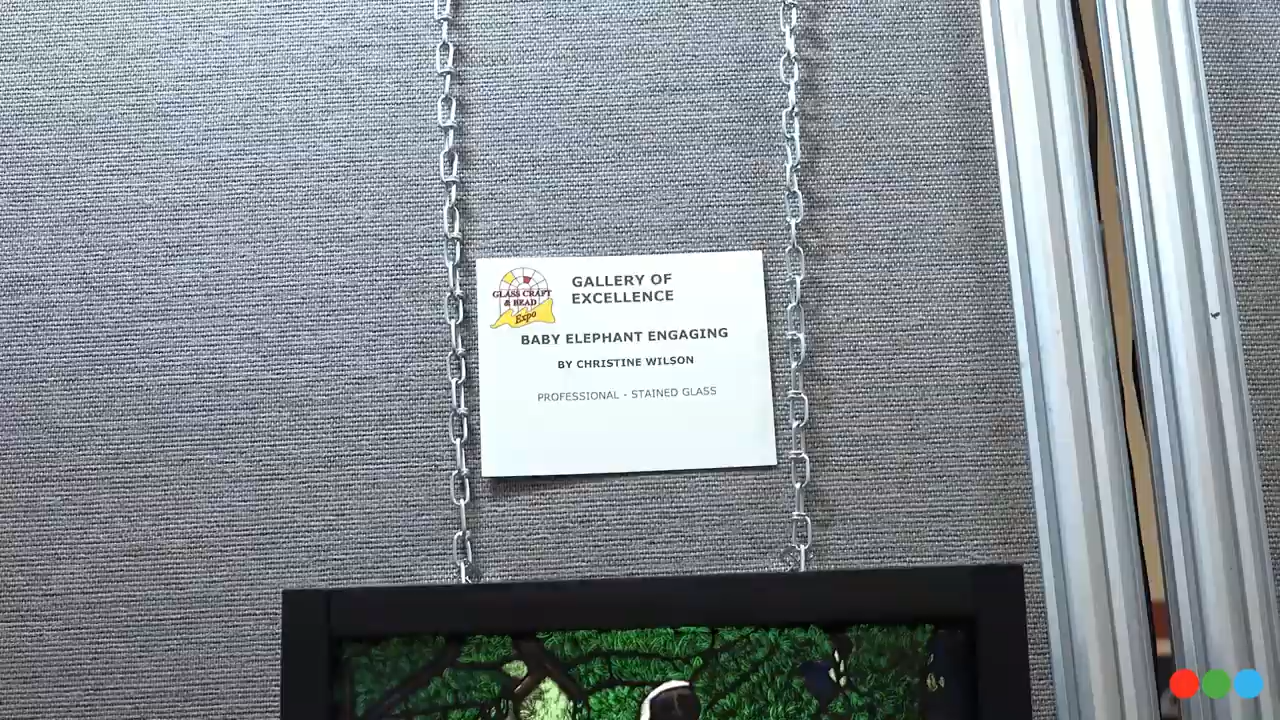 GLASS CRAFT
& BEAD
Expo
GALLERY OF
EXCELLENCE
BABY ELEPHANT ENGAGING
BY CHRISTINE WILSON
PROFESSIONAL - STAINED GLASS